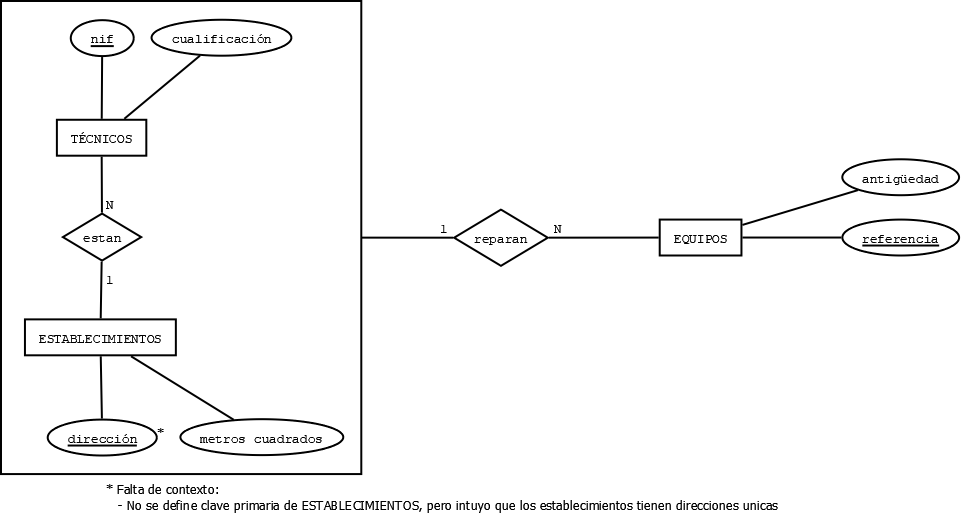 nif
cualificación
TÉCNICOS
N
estan
1
ESTABLECIMIENTOS
dirección *
metros cuadrados
1
reparan
N
EQUIPOS
antigüedad
referencia
* Falta de contexto:
- No se define clave primaria de ESTABLECIMIENTOS, pero intuyo que los establecimientos tienen direcciones unicas